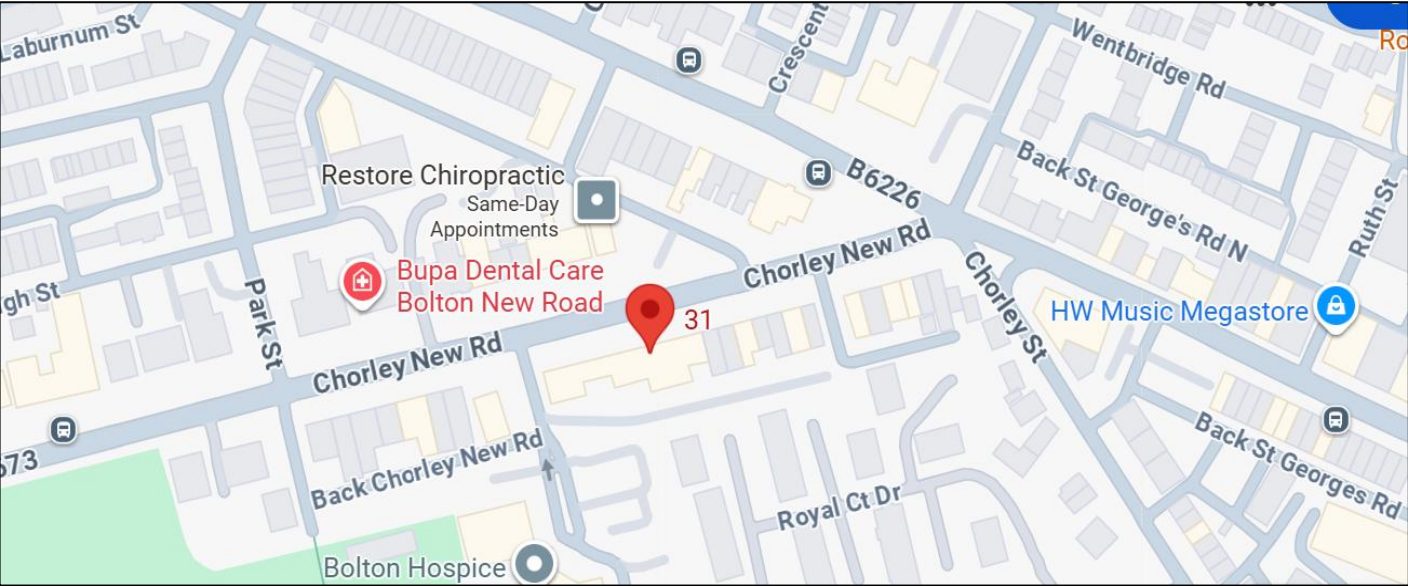 Laburnum St
Crescent
Wentbridge Rd
Ro
Restore Chiropractic
Same-Day
Appointments
B6226
Back St George's Rd N
Ruth St
Chorley New Rd
Bupa Dental Care
Bolton New Road
gh St
Park St
31
Chorley St
HW Music Megastore
Chorley New Rd
673
Back Chorley New Rd
Back St Georges Rd
Royal Ct Dr
Bolton Hospice